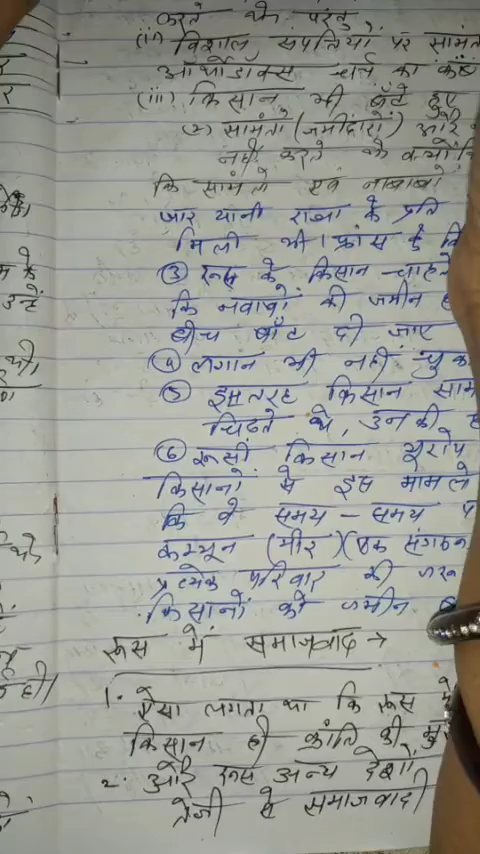 करते थे परंतु
(ii) विशाल संपत्तियों पर सामंत
ऑर्थोडॉक्स चर्च का कब्
(iii) किसान भी बँटे हुए
सामंतों (जमींदारों) और
नहीं करते थे क्योंकि
कि सामंतों एवं नाबाबों
जार यानी राजा के प्रति
मिली थी। फ्रांस के कि
③ रूस के किसान चाहते
कि नवाबों की जमीन
बीच बाँट दी जाए
④ लगान भी नहीं चुक
⑤ इस तरह किसान साम
चिढ़ते थे, उनकी ह
⑥ रूसी किसान यूरोप
किसानों से इस मामले
कि वे समय-समय प
कम्यून (मीर) (एक संगठन
प्रत्येक परिवार की जरू
किसानों को जमीन
रूस में समाजवाद →
1. ऐसा लगता था कि रूस में
किसान ही क्रांति की मु
2. और रूस अन्य देशों
तेजी से समाजवादी